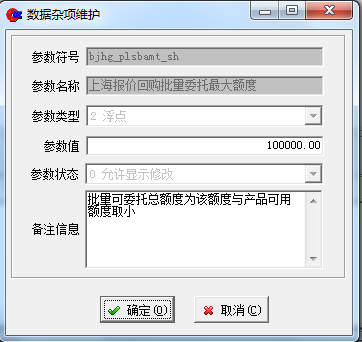 数据杂项维护
参数符号 bjhg_plsbamt_sh
参数名称 上海报价回购批里委托最大额度
参数类型 2 浮点
参数值 100000.00
参数状态 0 允许显示修改
备注信息 批里可委托总额度为该额度与产品可用
额度取小
确定(O) 取消(C)